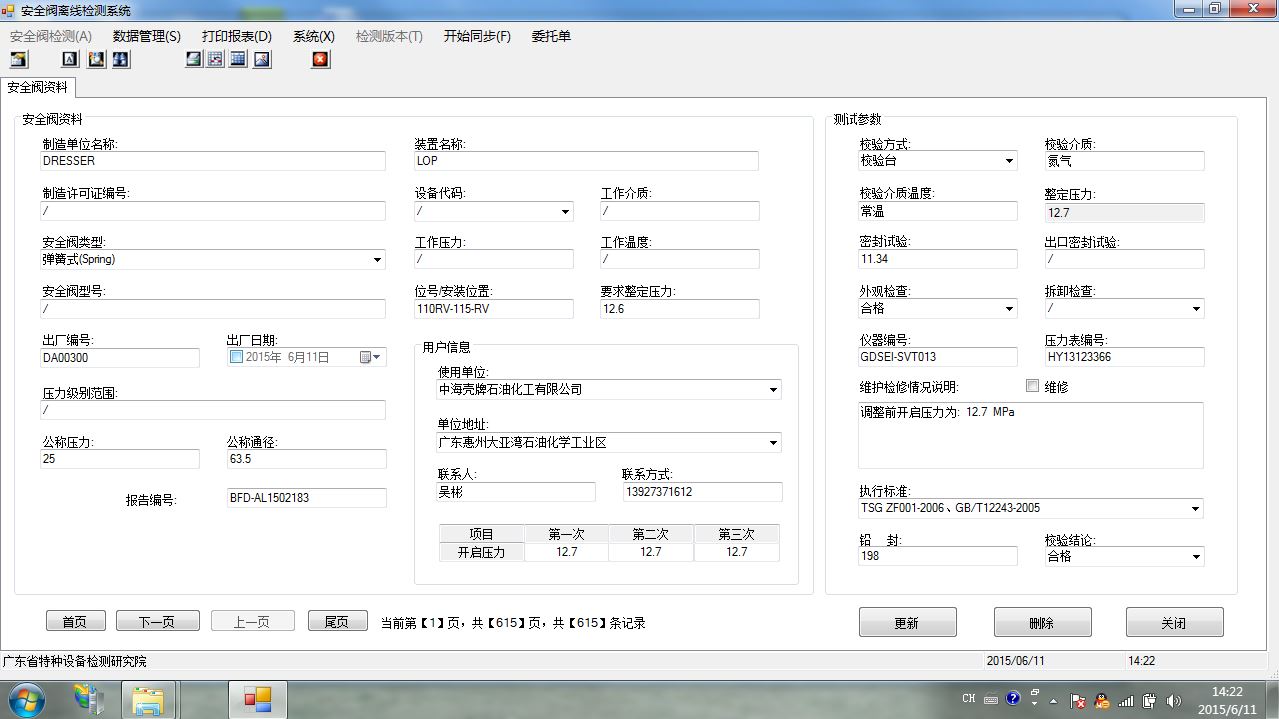 安全阀离线检测系统
安全阀检测(A) 数据管理(S) 打印报表(D) 系统(X) 检测版本(T) 开始同步(F) 委托单
安全阀资料
安全阀资料
制造单位名称:
DRESSER
装置名称:
LOP
制造许可证编号:
/
设备代码:
/
工作介质:
/
安全阀类型:
弹簧式(Spring)
工作压力:
/
工作温度:
/
安全阀型号:
/
位号/安装位置:
110RV-115-RV
要求整定压力:
12.6
出厂编号:
DA00300
出厂日期:
2015年 6月11日
压力级别范围:
/
公称压力:
25
公称通径:
63.5
报告编号:
BFD-AL1502183
用户信息
使用单位:
中海壳牌石油化工有限公司
单位地址:
广东惠州大亚湾石油化学工业区
联系人:
吴彬
联系方式:
13927371612
项目 第一次 第二次 第三次
开启压力 12.7 12.7 12.7
测试参数
校验方式:
校验台
校验介质:
氮气
校验介质温度:
常温
整定压力:
12.7
密封试验:
11.34
出口密封试验:
/
外观检查:
合格
拆卸检查:
/
仪器编号:
GDSEI-SVT013
压力表编号:
HY13123366
维护检修情况说明:
维修
调整前开启压力为: 12.7 MPa
执行标准:
TSG ZF001-2006、GB/T12243-2005
铅 封:
198
校验结论:
合格
首页 下一页 上一页 尾页 当前第【1】页，共【615】页，共【615】条记录
更新 删除 关闭
广东省特种设备检测研究院 2015/06/11 14:22
CH
14:22
2015/6/11